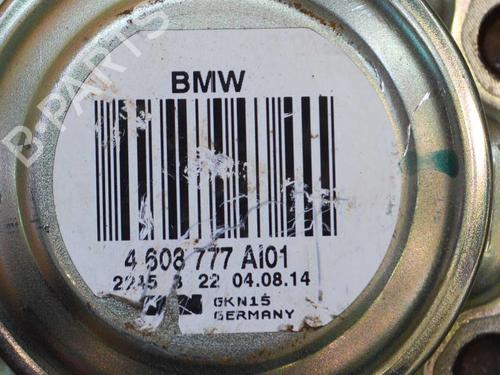 B-PARTS
BMW
4 608 777 AI01
2245 3 22 04.08.14
GKN15
GERMANY